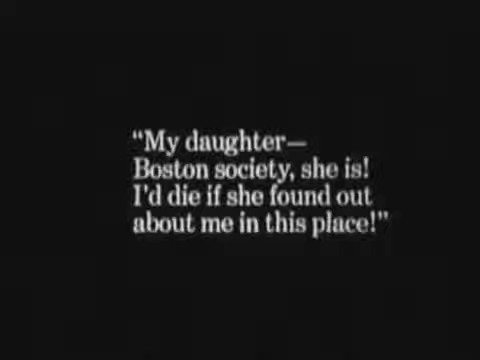 “My daughter—
Boston society, she is!
I'd die if she found out
about me in this place!”